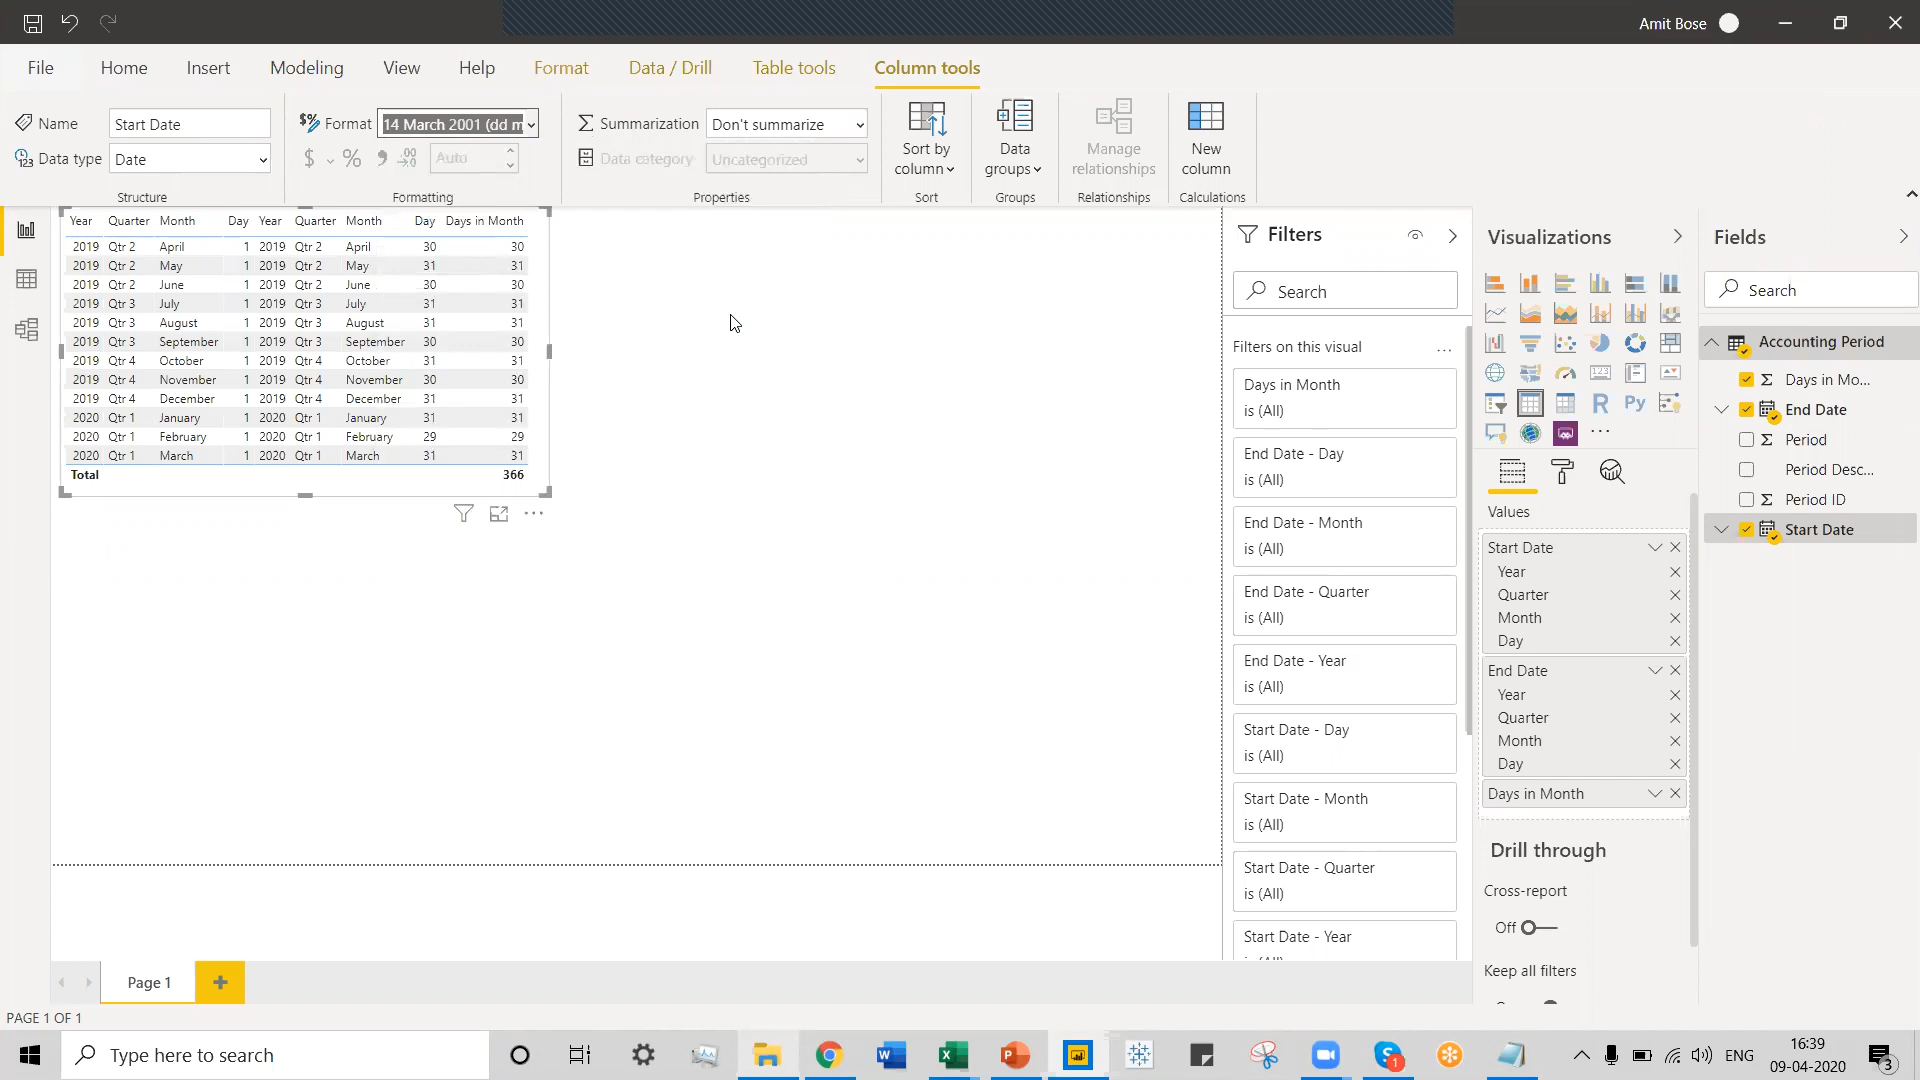 Amit Bose
File Home Insert Modeling View Help Format Data / Drill Table tools Column tools
Name Start Date
Data type Date
Structure
Format 14 March 2001 (dd m
$ % Auto
Formatting
Summarization Don't summarize
Data category Uncategorized
Properties
Sort by column
Sort
Data groups
Groups
Manage relationships
Relationships
New column
Calculations
Year Quarter Month Day Year Quarter Month Day Days in Month
2019 Qtr 2 April 1 2019 Qtr 2 April 30 30
2019 Qtr 2 May 1 2019 Qtr 2 May 31 31
2019 Qtr 2 June 1 2019 Qtr 2 June 30 30
2019 Qtr 3 July 1 2019 Qtr 3 July 31 31
2019 Qtr 3 August 1 2019 Qtr 3 August 31 31
2019 Qtr 3 September 1 2019 Qtr 3 September 30 30
2019 Qtr 4 October 1 2019 Qtr 4 October 31 31
2019 Qtr 4 November 1 2019 Qtr 4 November 30 30
2019 Qtr 4 December 1 2019 Qtr 4 December 31 31
2020 Qtr 1 January 1 2020 Qtr 1 January 31 31
2020 Qtr 1 February 1 2020 Qtr 1 February 29 29
2020 Qtr 1 March 1 2020 Qtr 1 March 31 31
Total 366
Filters
Search
Filters on this visual ...
Days in Month
is (All)
End Date - Day
is (All)
End Date - Month
is (All)
End Date - Quarter
is (All)
End Date - Year
is (All)
Start Date - Day
is (All)
Start Date - Month
is (All)
Start Date - Quarter
is (All)
Start Date - Year
Visualizations
123
R Py
Values
Start Date
Year
Quarter
Month
Day
End Date
Year
Quarter
Month
Day
Days in Month
Drill through
Cross-report
Off
Keep all filters
Fields
Search
Accounting Period
Days in Mo...
End Date
Period
Period Desc...
Period ID
Start Date
Page 1
PAGE 1 OF 1
Type here to search
ENG
16:39
09-04-2020
1
3